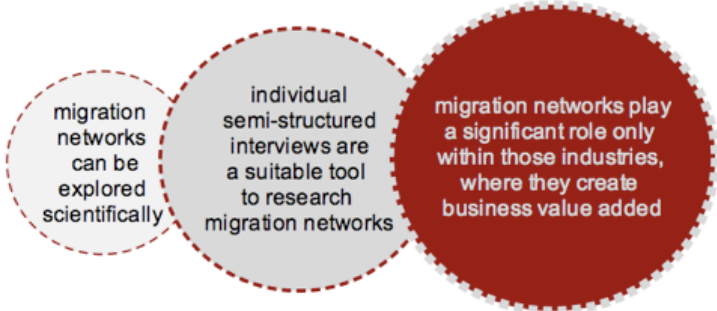 migration
networks
can be
explored
scientifically
individual
semi-structured
interviews are
a suitable tool
to research
migration networks
migration networks play
a significant role only
within those industries,
where they create
business value added